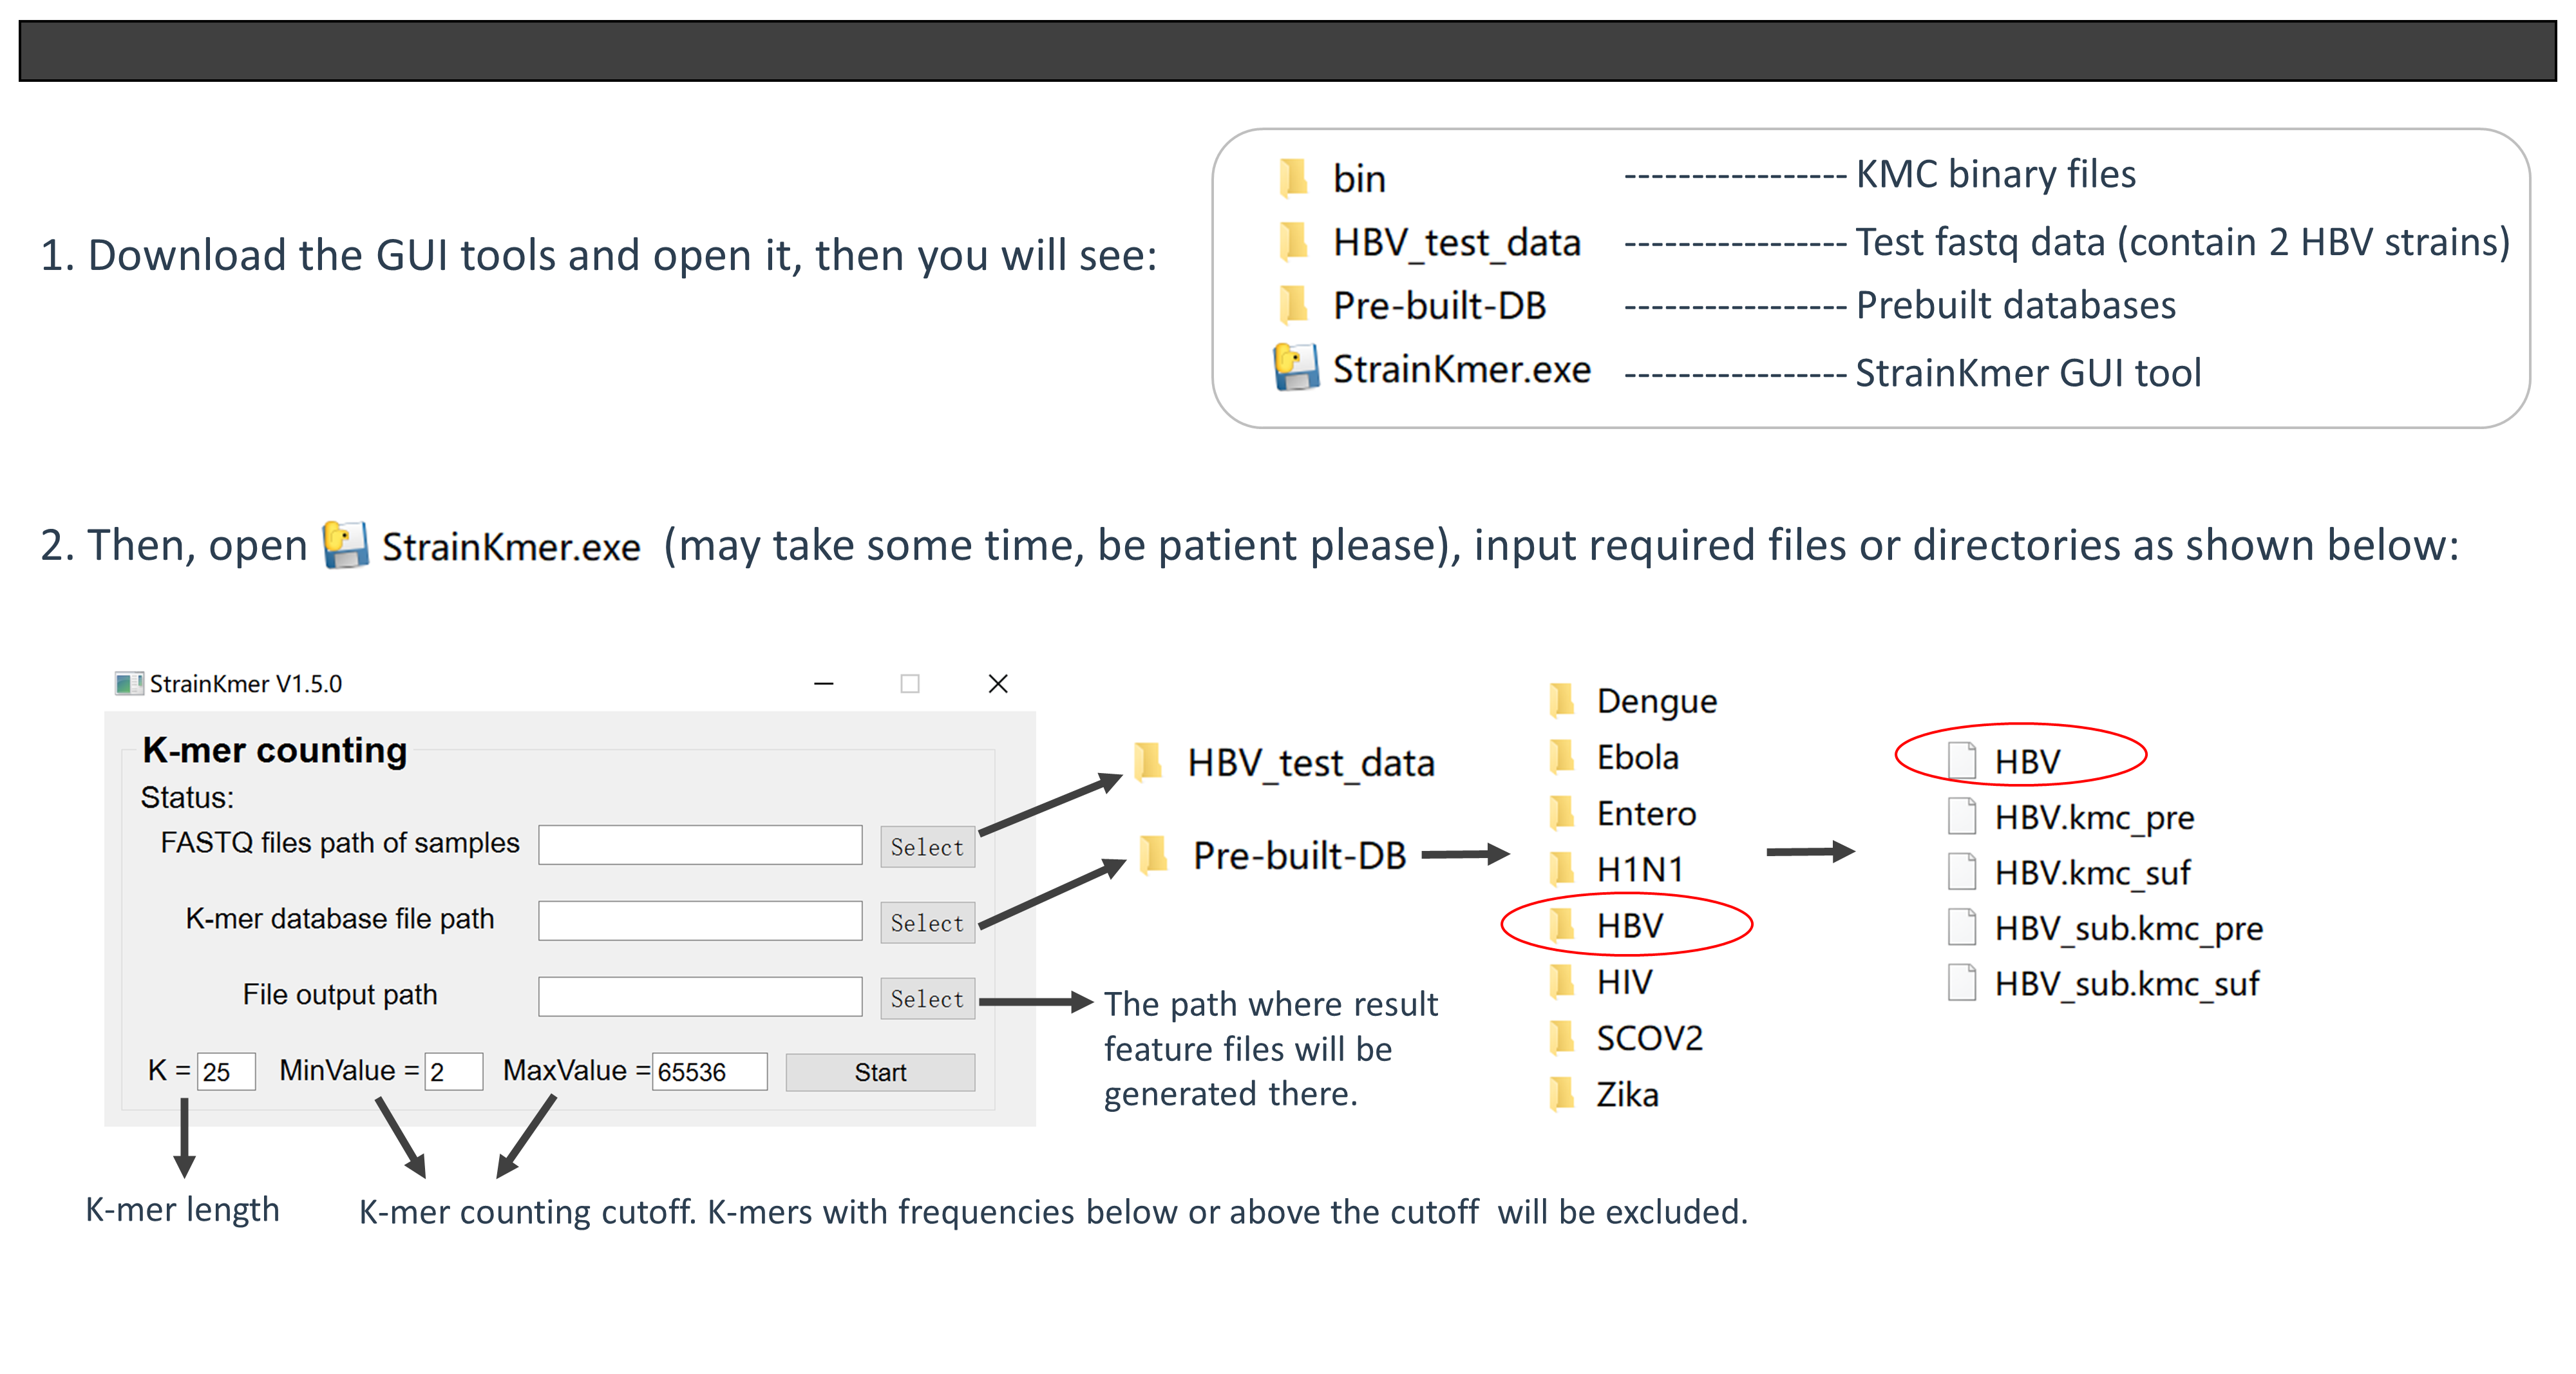 1. Download the GUI tools and open it, then you will see:
bin ----------------- KMC binary files
HBV_test_data ----------------- Test fastq data (contain 2 HBV strains)
Pre-built-DB ----------------- Prebuilt databases
StrainKmer.exe ----------------- StrainKmer GUI tool
2. Then, open StrainKmer.exe (may take some time, be patient please), input required files or directories as shown below:
StrainKmer V1.5.0
K-mer counting
Status:
FASTQ files path of samples Select
K-mer database file path Select
File output path Select
K = 25 MinValue = 2 MaxValue = 65536 Start
K-mer length
K-mer counting cutoff. K-mers with frequencies below or above the cutoff will be excluded.
HBV_test_data
Pre-built-DB
The path where result
feature files will be
generated there.
Dengue
Ebola
Entero
H1N1
HBV
HIV
SCOV2
Zika
HBV
HBV.kmc_pre
HBV.kmc_suf
HBV_sub.kmc_pre
HBV_sub.kmc_suf